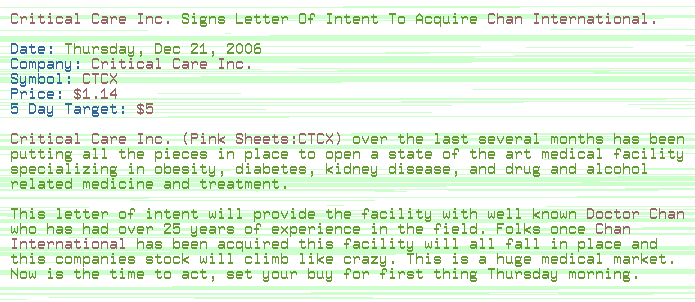 Critical Care Inc. Signs Letter Of Intent To Acquire Chan International.
Date: Thursday, Dec 21, 2006
Company: Critical Care Inc.
Symbol: CTCX
Price: $1.14
5 Day Target: $5
Critical Care Inc. (Pink Sheets:CTCX) over the last several months has been
putting all the pieces in place to open a state of the art medical facility
specializing in obesity, diabetes, kidney disease, and drug and alcohol
related medicine and treatment.
This letter of intent will provide the facility with well known Doctor Chan
who has had over 25 years of experience in the field. Folks once Chan
International has been acquired this facility will all fall in place and
this companies stock will climb like crazy. This is a huge medical market.
Now is the time to act, set your buy for first thing Thursday morning.